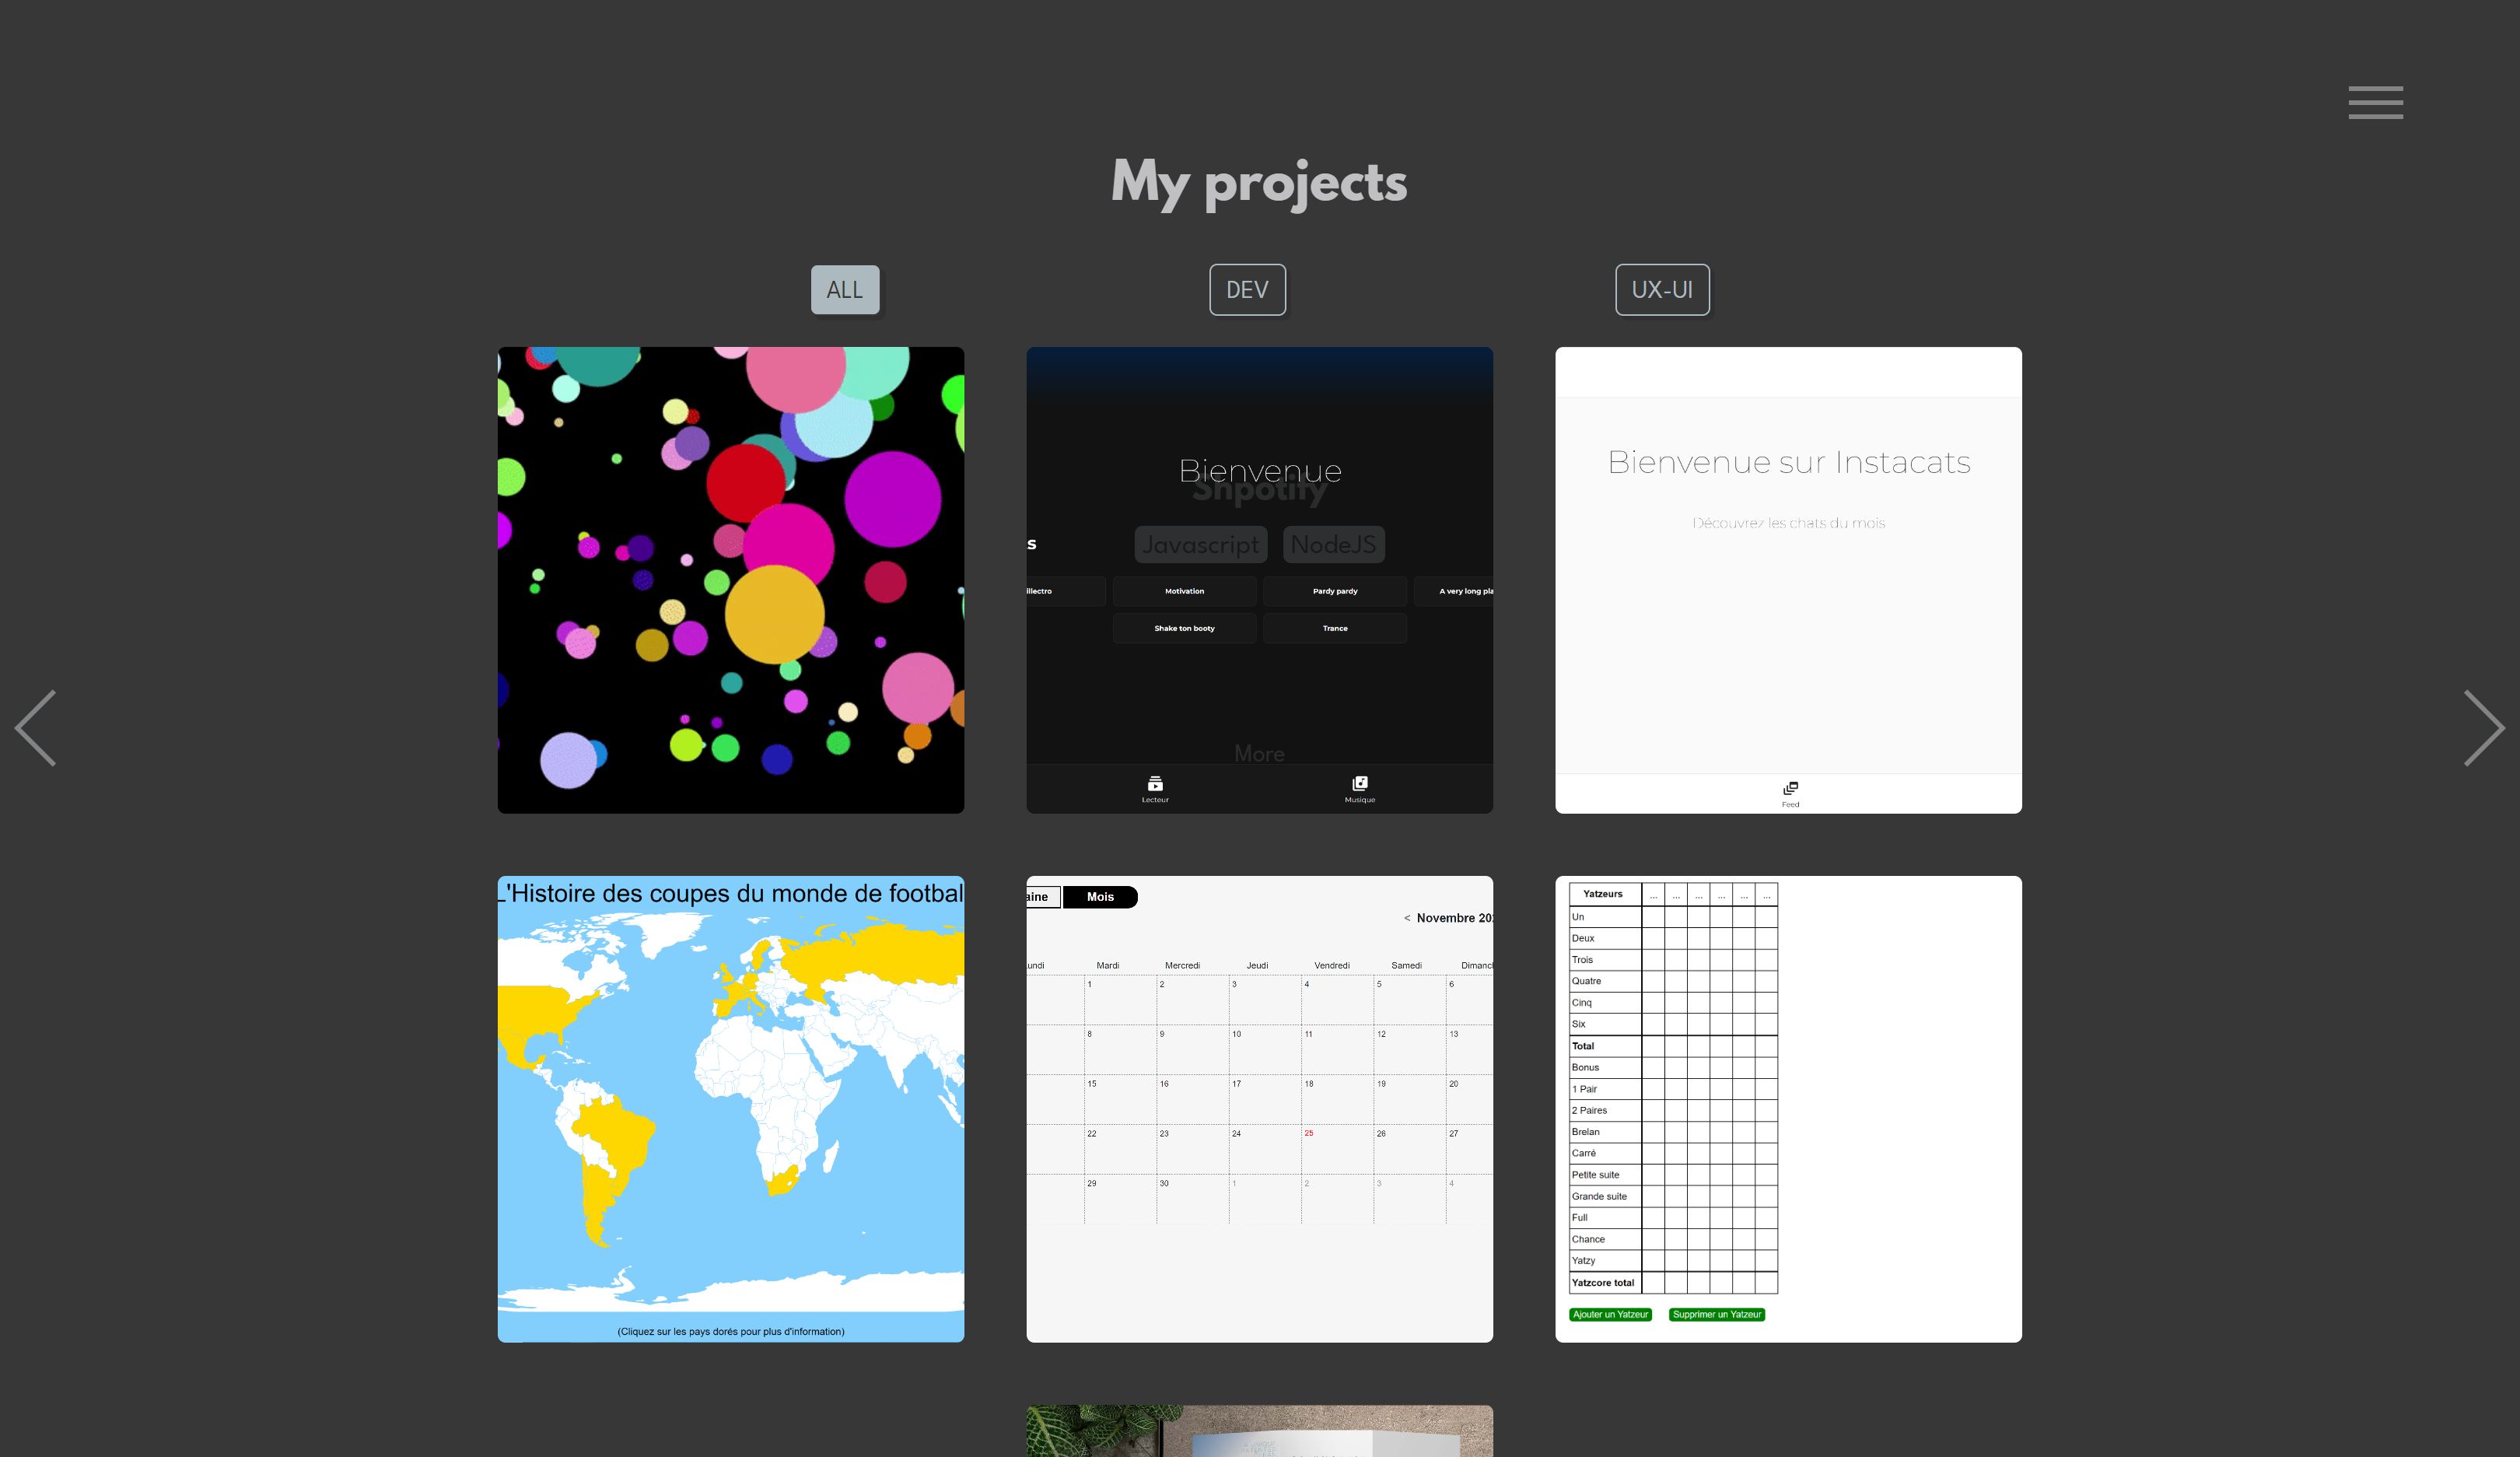 My projects
ALL
DEV
UX-UI
Bienvenue
Shpotify
Javascript NodeJS
s
illectro
Motivation
Pardy pardy
A very long pla
Shake ton booty
Trance
More
Lecteur
Musique
Bienvenue sur Instacats
Découvrez les chats du mois
Feed
L'Histoire des coupes du monde de footbal
(Cliquez sur les pays dorés pour plus d'information)
aine Mois
< Novembre 20
undi Mardi Mercredi Jeudi Vendredi Samedi Dimanc
1 2 3 4 5 6
8 9 10 11 12 13
15 16 17 18 19 20
22 23 24 25 26 27
29 30 1 2 3 4
Yatzeurs ... ... ... ... ... ...
Un
Deux
Trois
Quatre
Cinq
Six
Total
Bonus
1 Pair
2 Paires
Brelan
Carré
Petite suite
Grande suite
Full
Chance
Yatzy
Yatzcore total
Ajouter un Yatzeur Supprimer un Yatzeur